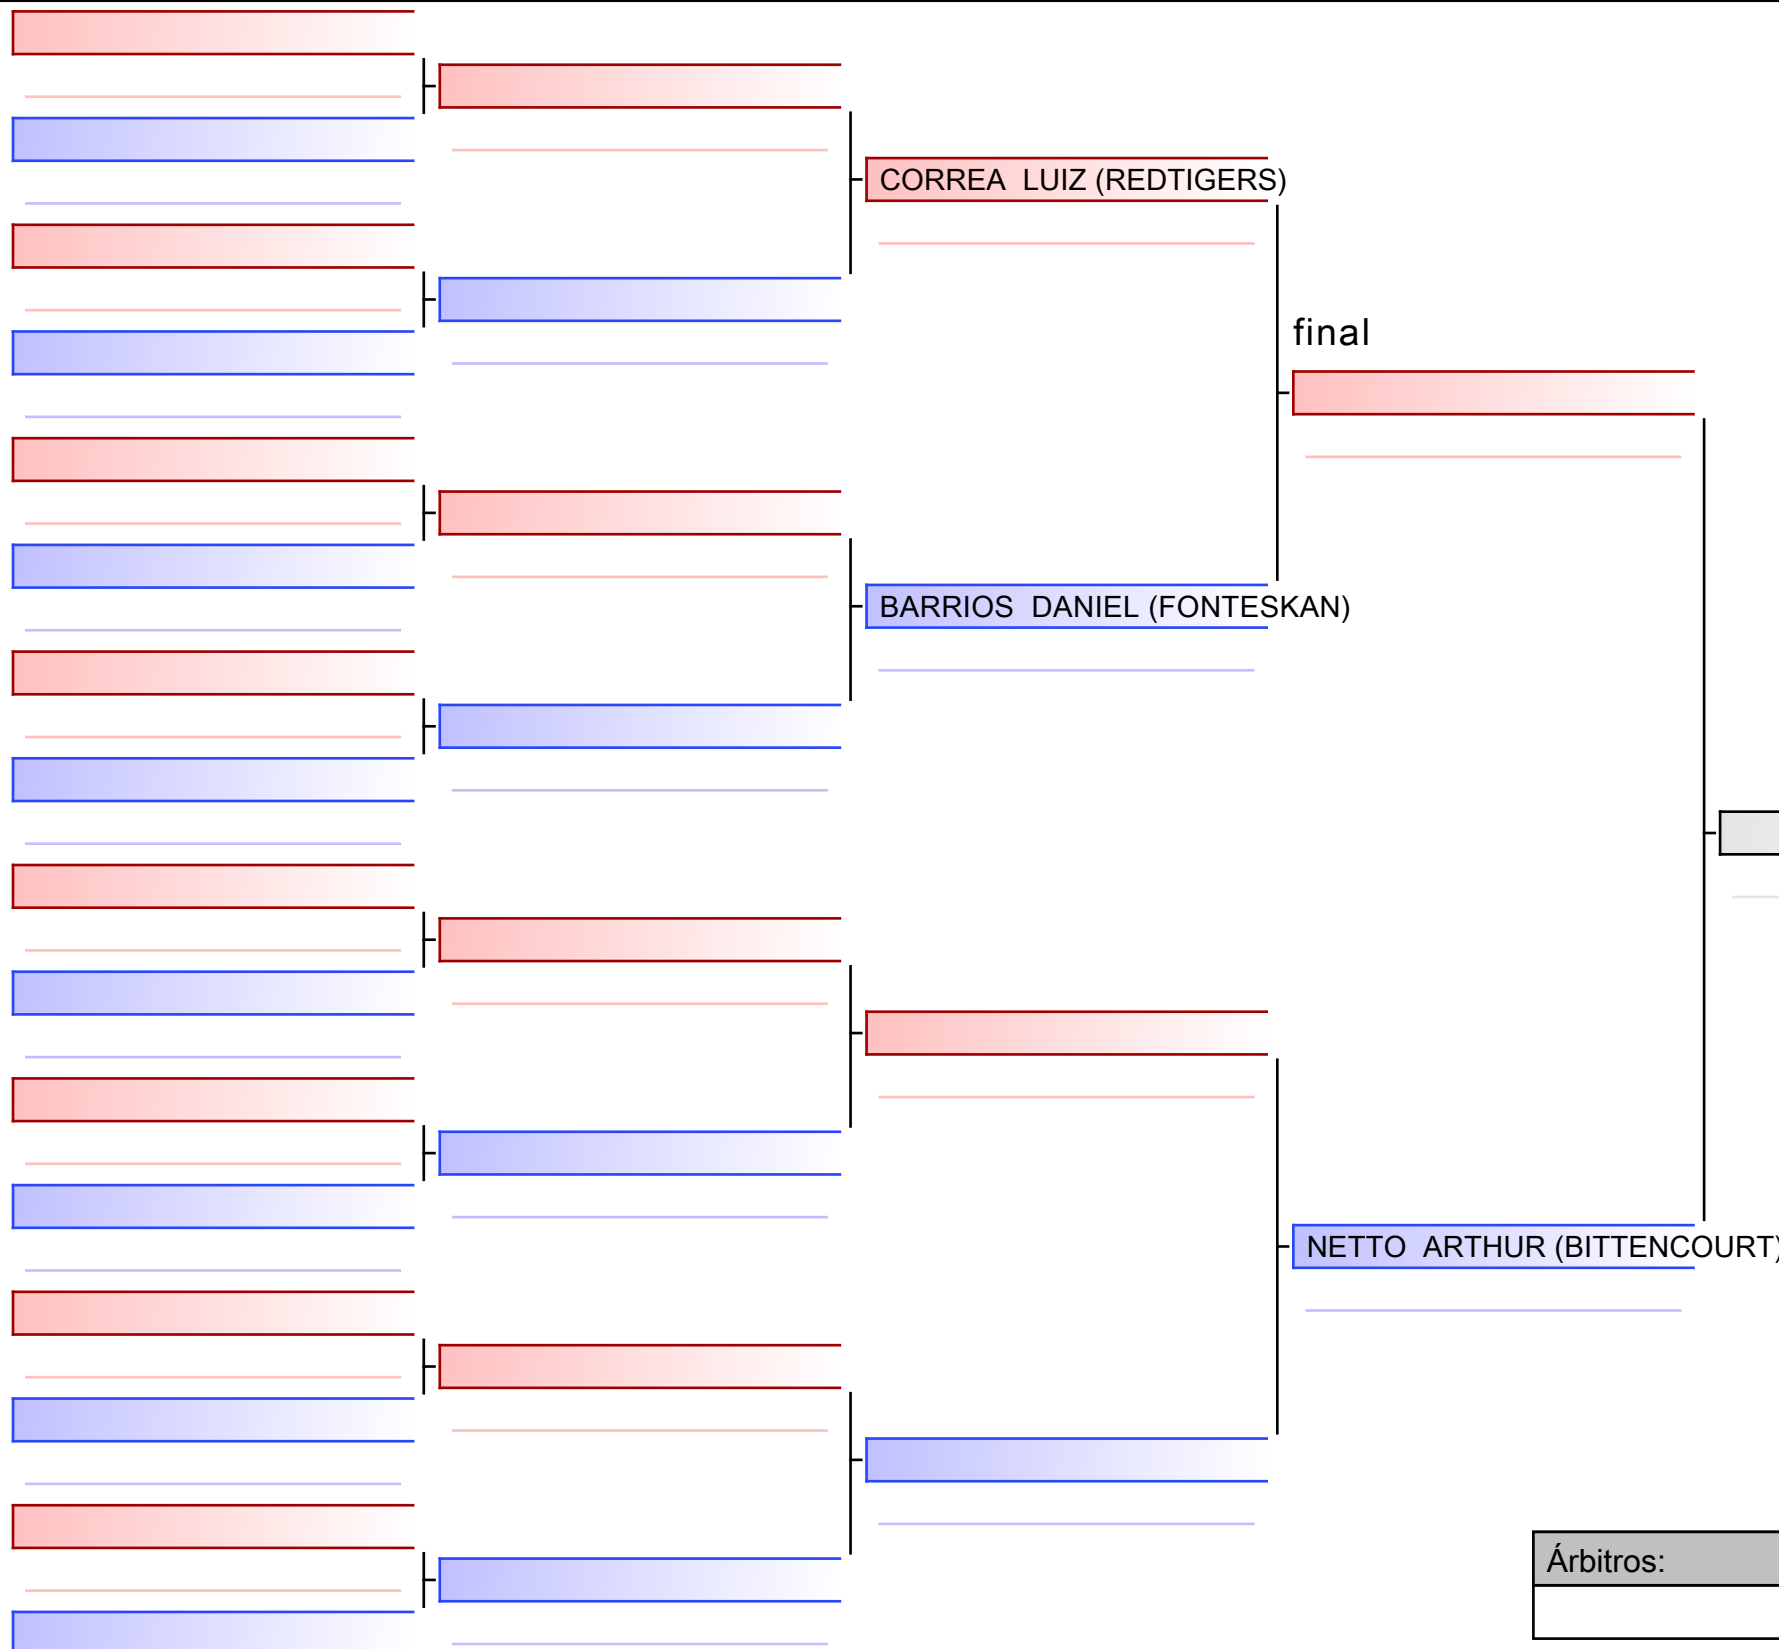 CORREA  LUIZ (REDTIGERS)
final
BARRIOS  DANIEL (FONTESKAN)
NETTO  ARTHUR (BITTENCOURT)
Árbitros: